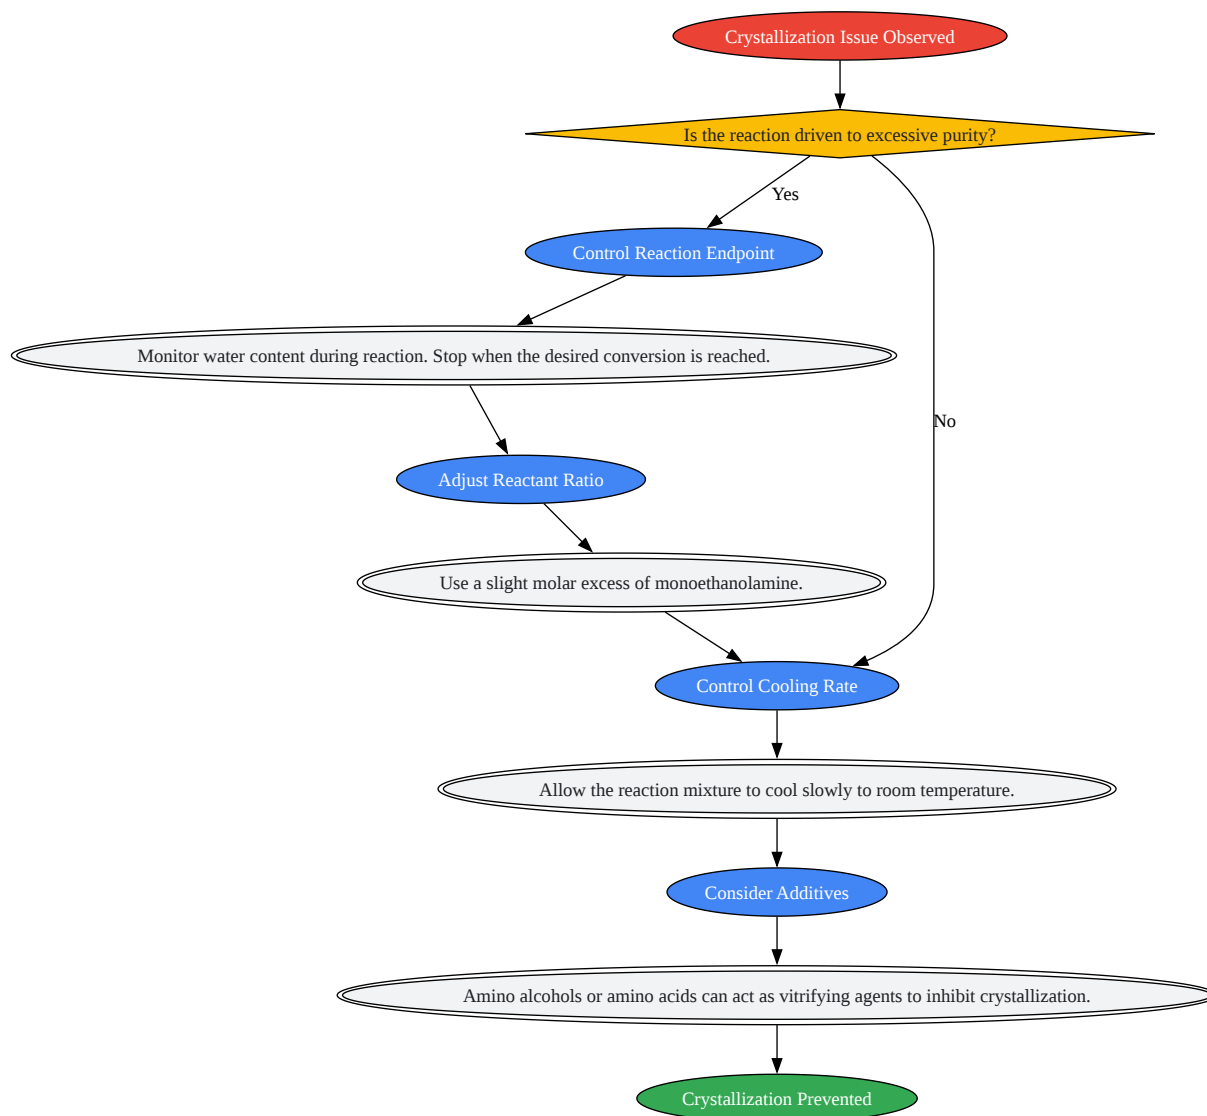 Crystallization Issue Observed
Is the reaction driven to excessive purity?
Yes
Control Reaction Endpoint
Monitor water content during reaction. Stop when the desired conversion is reached.
No
Adjust Reactant Ratio
Use a slight molar excess of monoethanolamine.
Control Cooling Rate
Allow the reaction mixture to cool slowly to room temperature.
Consider Additives
Amino alcohols or amino acids can act as vitrifying agents to inhibit crystallization.
Crystallization Prevented